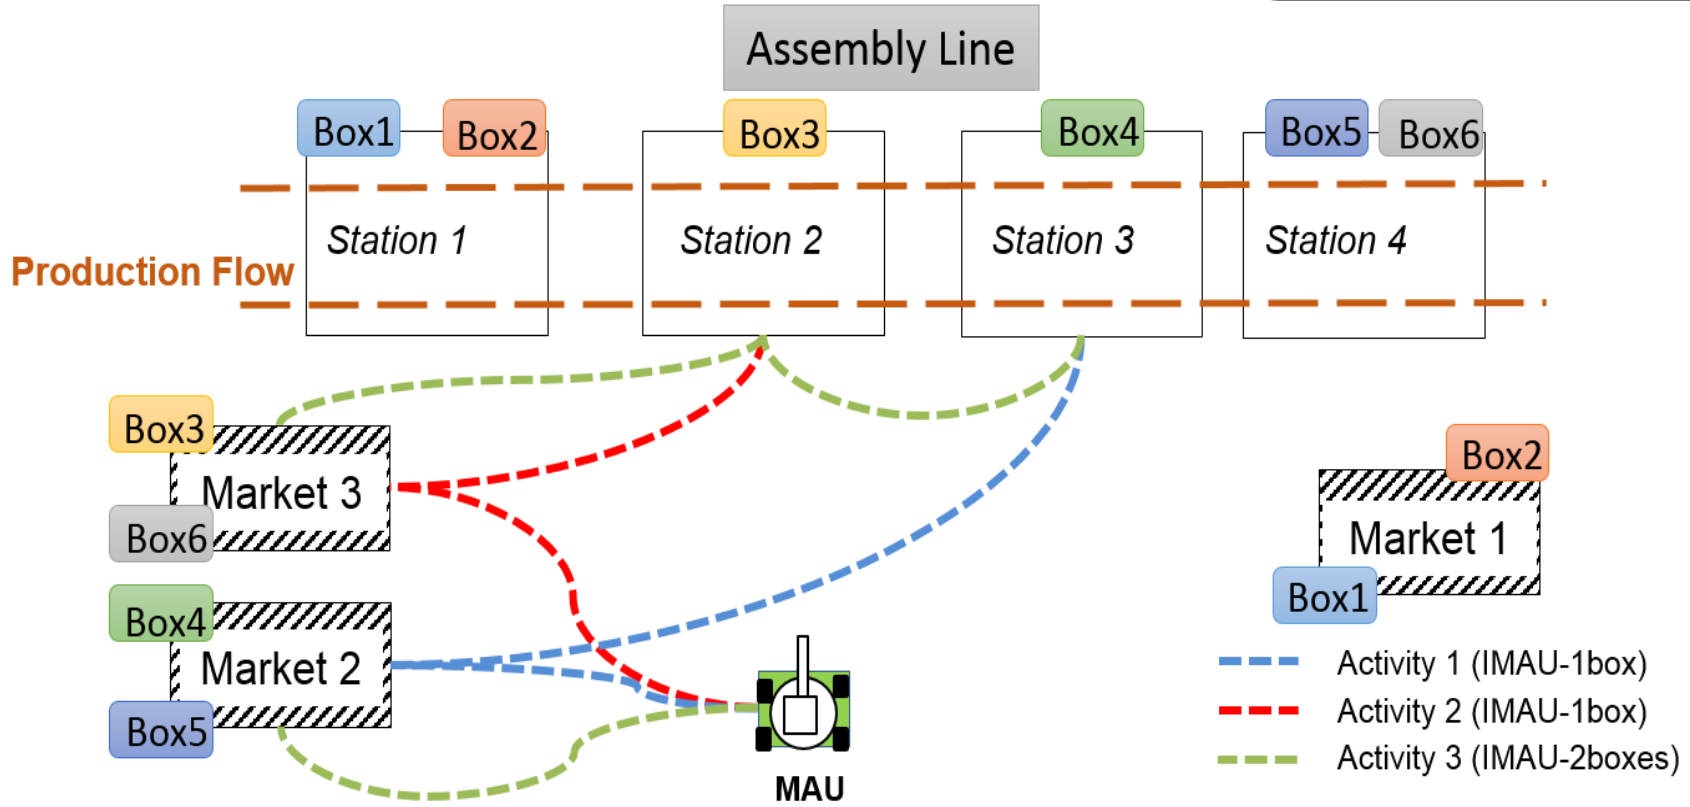 Assembly Line
Box1
Box2
Box3
Box4
Box5
Box6
Station 1
Station 2
Station 3
Station 4
Production Flow
Box3
Market 3
Box6
Box2
Market 1
Box1
Box4
Market 2
Box5
MAU
Activity 1 (IMAU-1box)
Activity 2 (IMAU-1box)
Activity 3 (IMAU-2boxes)